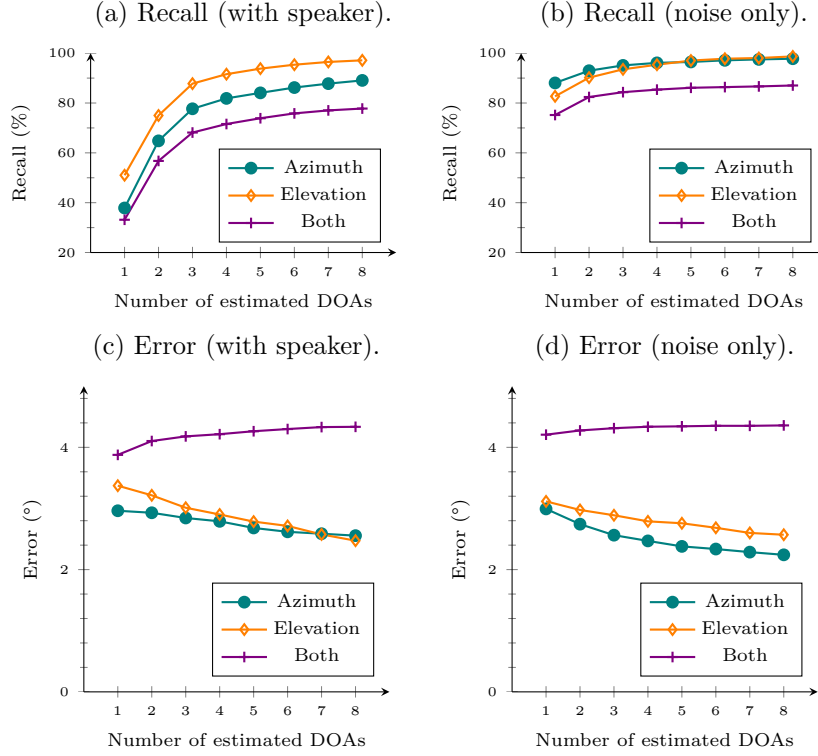 (a) Recall (with speaker).
100
80
60
40
20
Recall (%)
1 2 3 4 5 6 7 8
Number of estimated DOAs
Azimuth
Elevation
Both
(b) Recall (noise only).
100
80
60
40
20
Recall (%)
1 2 3 4 5 6 7 8
Number of estimated DOAs
Azimuth
Elevation
Both
(c) Error (with speaker).
4
2
0
Error (°)
1 2 3 4 5 6 7 8
Number of estimated DOAs
Azimuth
Elevation
Both
(d) Error (noise only).
4
2
0
Error (°)
1 2 3 4 5 6 7 8
Number of estimated DOAs
Azimuth
Elevation
Both